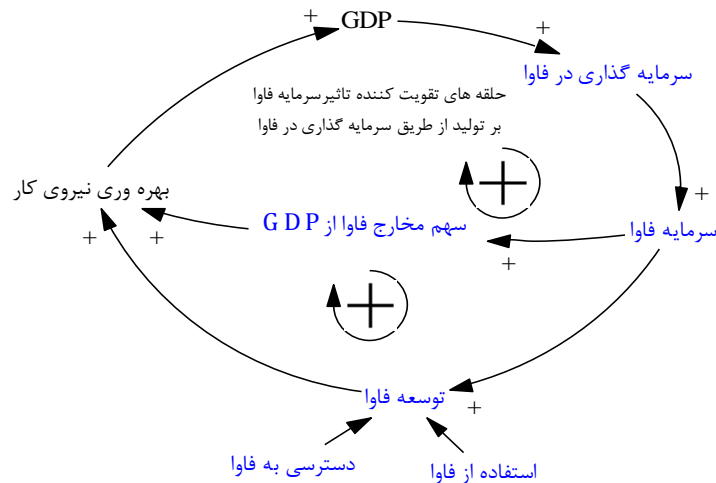 GDP
سرمایه گذاری در فاوا
حلقه های تقویت کننده تاثیرسرمایه فاوا
بر تولید از طریق سرمایه گذاری در فاوا
بهره وری نیروی کار
سهم مخارج فاوا از G D P
سرمایه فاوا
توسعه فاوا
دسترسی به فاوا
استفاده از فاوا